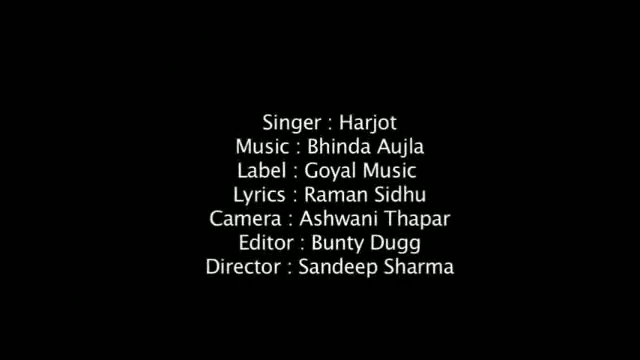 Singer : Harjot
Music : Bhinda Aujla
Label : Goyal Music
Lyrics : Raman Sidhu
Camera : Ashwani Thapar
Editor : Bunty Dugg
Director : Sandeep Sharma